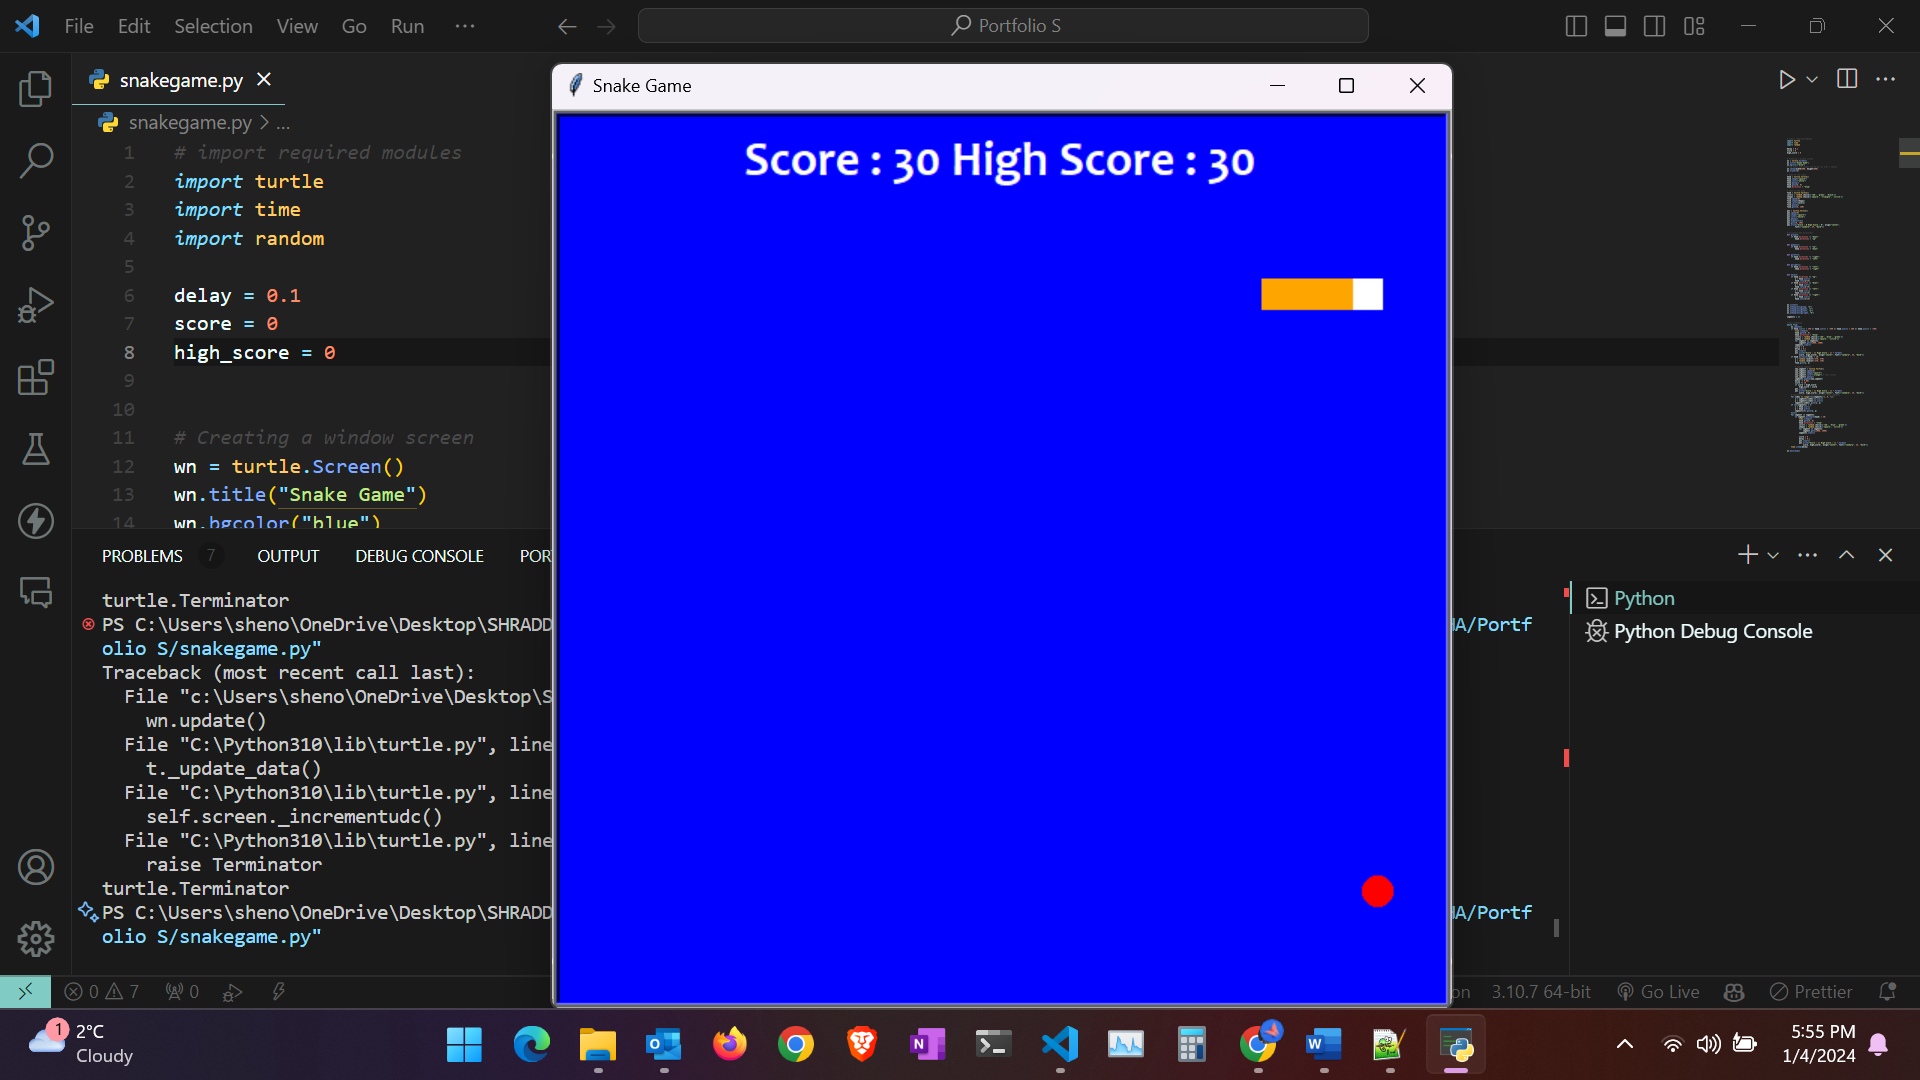 File Edit Selection View Go Run ···
Portfolio S
snakegame.py
snakegame.py > ...
1 # import required modules
2 import turtle
3 import time
4 import random
5
6 delay = 0.1
7 score = 0
8 high_score = 0
9
10
11 # Creating a window screen
12 wn = turtle.Screen()
13 wn.title("Snake Game")
14 wn.bgcolor("blue")
Snake Game
Score : 30 High Score : 30
PROBLEMS 7 OUTPUT DEBUG CONSOLE POR
turtle.Terminator
PS C:\Users\sheno\OneDrive\Desktop\SHRADD HA/Portf
olio S/snakegame.py"
Traceback (most recent call last):
File "c:\Users\sheno\OneDrive\Desktop\S
wn.update()
File "C:\Python310\lib\turtle.py", line
t._update_data()
File "C:\Python310\lib\turtle.py", line
self.screen._incrementudc()
File "C:\Python310\lib\turtle.py", line
raise Terminator
turtle.Terminator
PS C:\Users\sheno\OneDrive\Desktop\SHRADD HA/Portf
olio S/snakegame.py"
Python
Python Debug Console
0 7 0 on 3.10.7 64-bit Go Live Prettier
1
2°C
Cloudy
5:55 PM
1/4/2024